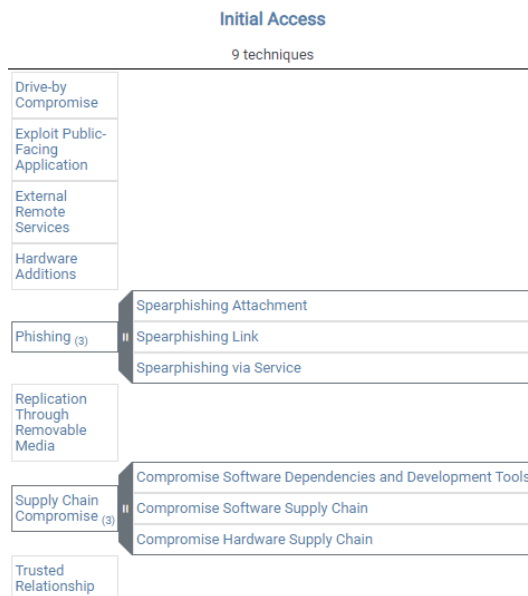 Initial Access
9 techniques
Drive-by
Compromise
Exploit Public-
Facing
Application
External
Remote
Services
Hardware
Additions
Phishing (3)
Spearphishing Attachment
Spearphishing Link
Spearphishing via Service
Replication
Through
Removable
Media
Supply Chain
Compromise (3)
Compromise Software Dependencies and Development Tools
Compromise Software Supply Chain
Compromise Hardware Supply Chain
Trusted
Relationship